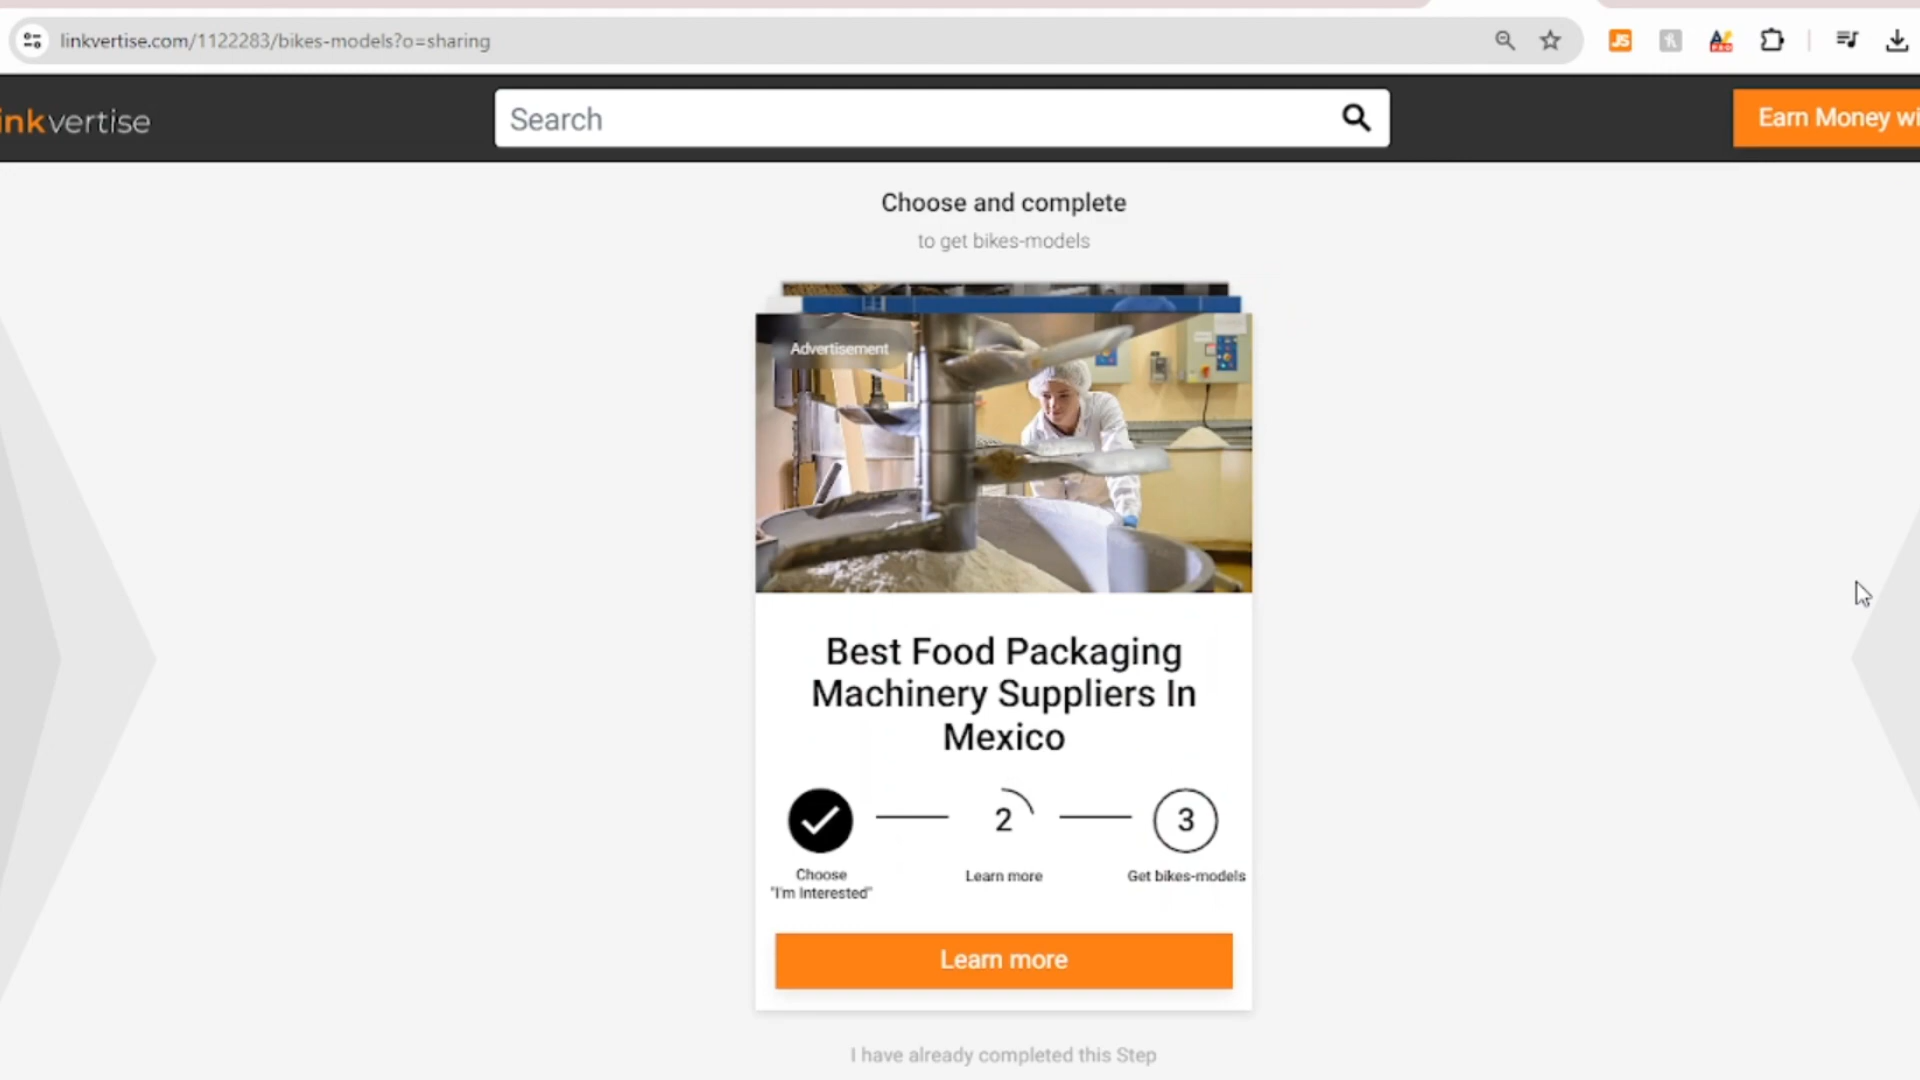 linkvertise.com/1122283/bikes-models?o=sharing
JS
PRO
inkvertise
Search
Earn Money wi
Choose and complete
to get bikes-models
Advertisement
Best Food Packaging
Machinery Suppliers In
Mexico
2
3
Choose
"I'm Interested"
Learn more
Get bikes-models
Learn more
I have already completed this Step